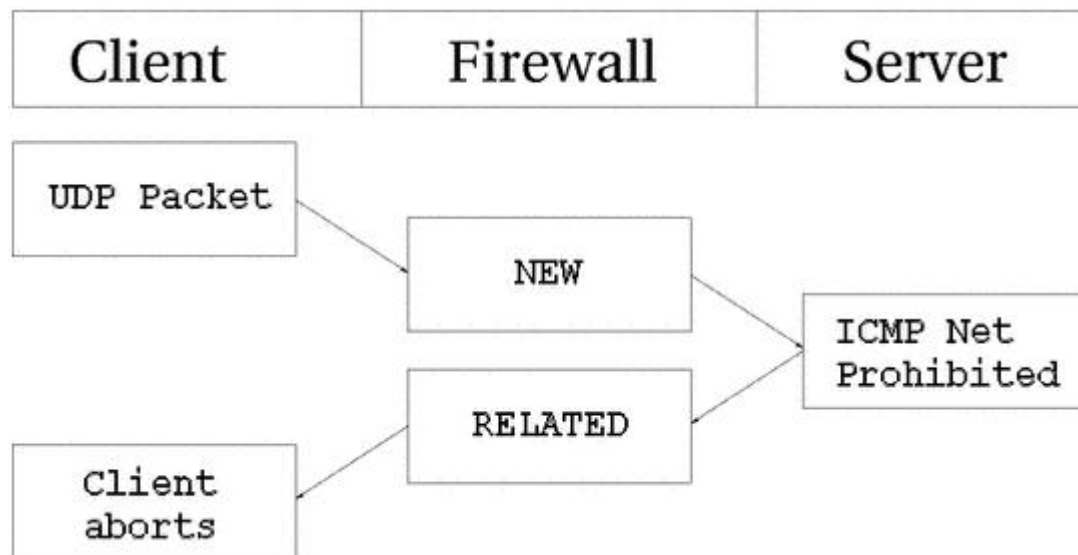 Client Firewall Server
UDP Packet
NEW
ICMP Net
Prohibited
RELATED
Client
aborts